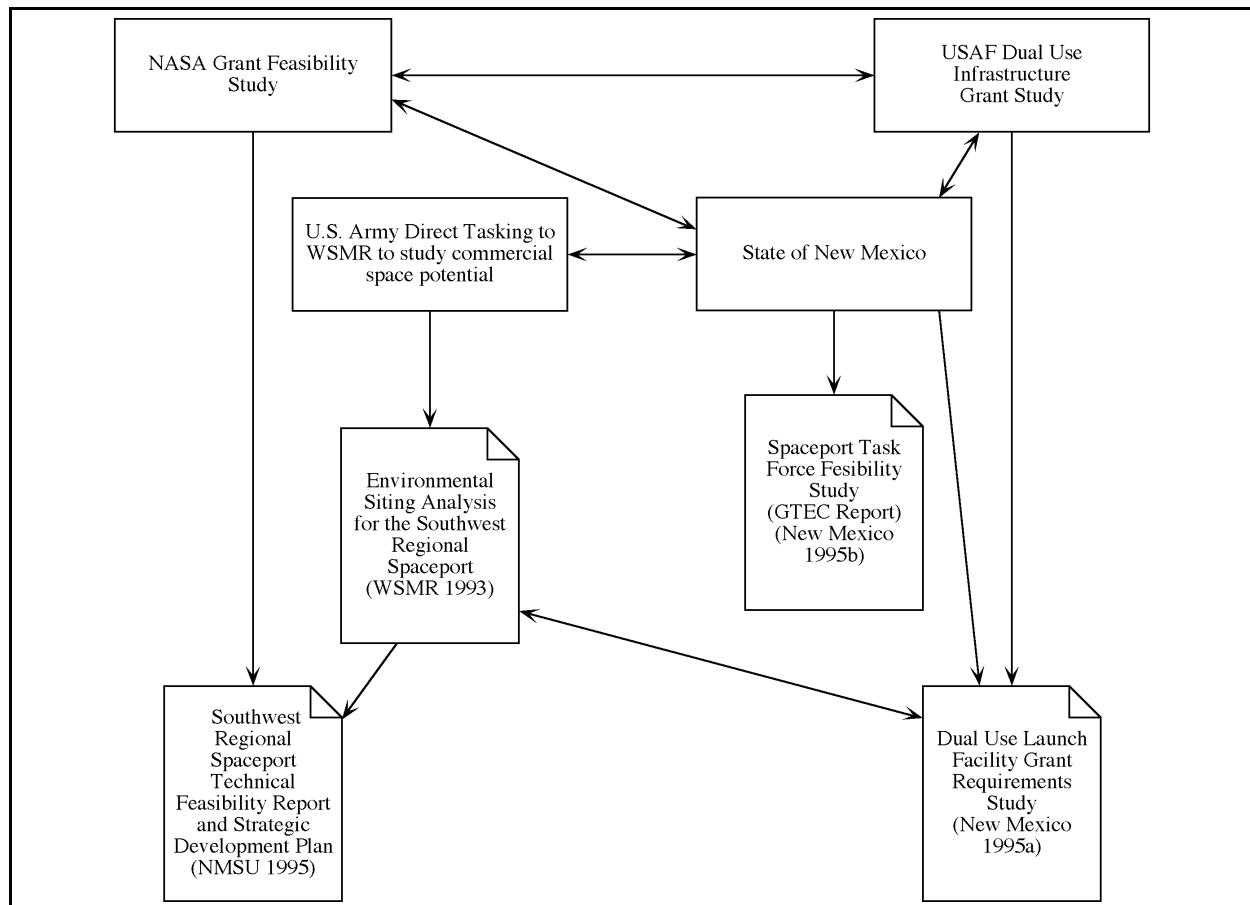 NASA Grant Feasibility
Study
USAF Dual Use
Infrastructure
Grant Study
U.S. Army Direct Tasking to
WSMR to study commercial
space potential
State of New Mexico
Environmental
Siting Analysis
for the Southwest
Regional
Spaceport
(WSMR 1993)
Spaceport Task
Force Fesibility
Study
(GTEC Report)
(New Mexico
1995b)
Southwest
Regional
Spaceport
Technical
Feasibility Report
and Strategic
Development Plan
(NMSU 1995)
Dual Use Launch
Facility Grant
Requirements
Study
(New Mexico
1995a)